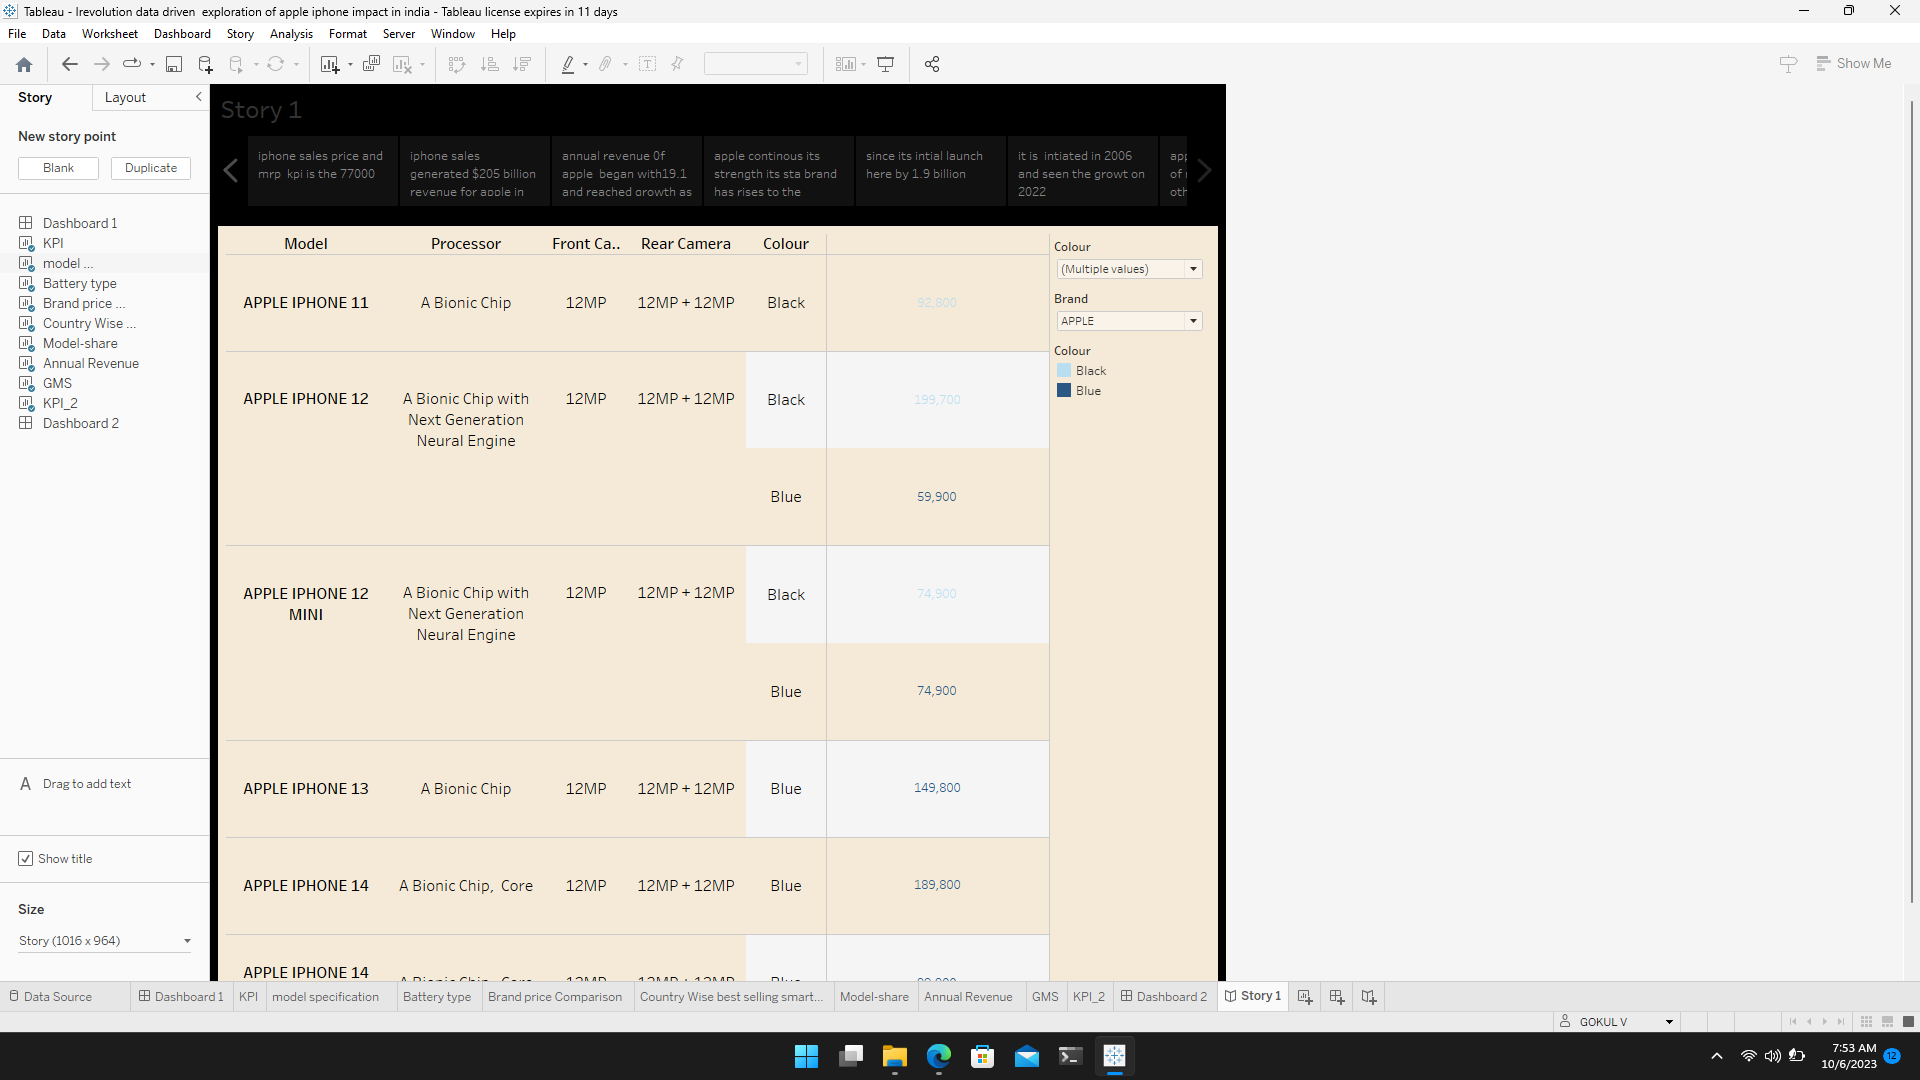 Tableau - Irevolution data driven  exploration of apple iphone impact in india - Tableau license expires in 11 days
File Data Worksheet Dashboard Story Analysis Format Server Window Help
Show Me
Story Layout
New story point
Blank Duplicate
Dashboard 1
KPI
model ...
Battery type
Brand price ...
Country Wise ...
Model-share
Annual Revenue
GMS
KPI_2
Dashboard 2
Drag to add text
Show title
Size
Story (1016 x 964)
Story 1
iphone sales price and
mrp  kpi is the 77000
iphone sales
generated $205 billion
revenue for apple in
annual revenue 0f
apple  began with19.1
and reached growth as
apple continous its
strength its sta brand
has rises to the
since its intial launch
here by 1.9 billion
it is  intiated in 2006
and seen the growt on
2022
Model Processor Front Ca.. Rear Camera Colour
APPLE IPHONE 11 A Bionic Chip 12MP 12MP + 12MP Black 92,800
APPLE IPHONE 12 A Bionic Chip with 12MP 12MP + 12MP Black 199,700
Next Generation
Neural Engine
Blue 59,900
APPLE IPHONE 12 A Bionic Chip with 12MP 12MP + 12MP Black 74,900
MINI Next Generation
Neural Engine
Blue 74,900
APPLE IPHONE 13 A Bionic Chip 12MP 12MP + 12MP Blue 149,800
APPLE IPHONE 14 A Bionic Chip,  Core 12MP 12MP + 12MP Blue 189,800
APPLE IPHONE 14
A Bionic Chip,  Core 12MP 12MP + 12MP Blue
Colour
(Multiple values)
Brand
APPLE
Colour
Black
Blue
Data Source Dashboard 1 KPI model specification Battery type Brand price Comparison Country Wise best selling smart... Model-share Annual Revenue GMS KPI_2 Dashboard 2 Story 1
GOKUL V
7:53 AM
10/6/2023
12